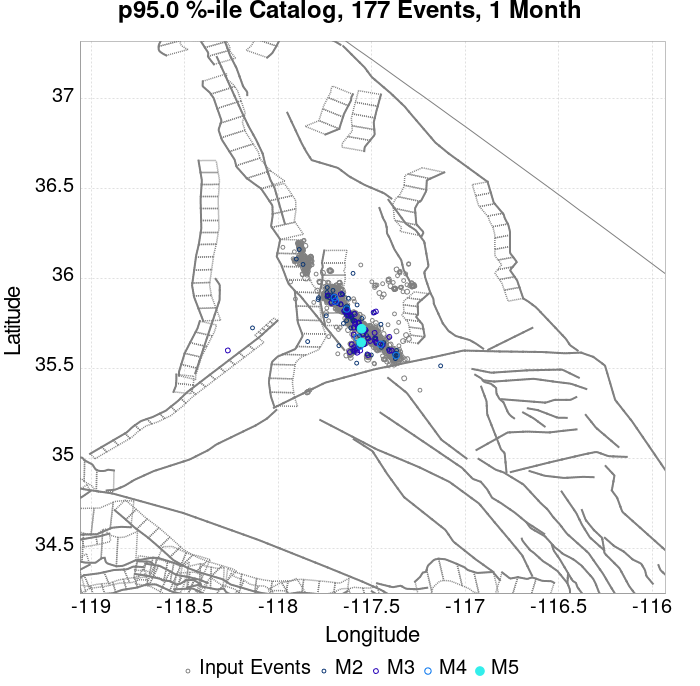 p95.0 %-ile Catalog, 177 Events, 1 Month
37
36.5
36
35.5
35
34.5
Latitude
-119 -118.5 -118 -117.5 -117 -116.5 -116
Longitude
Input Events M2 M3 M4 M5